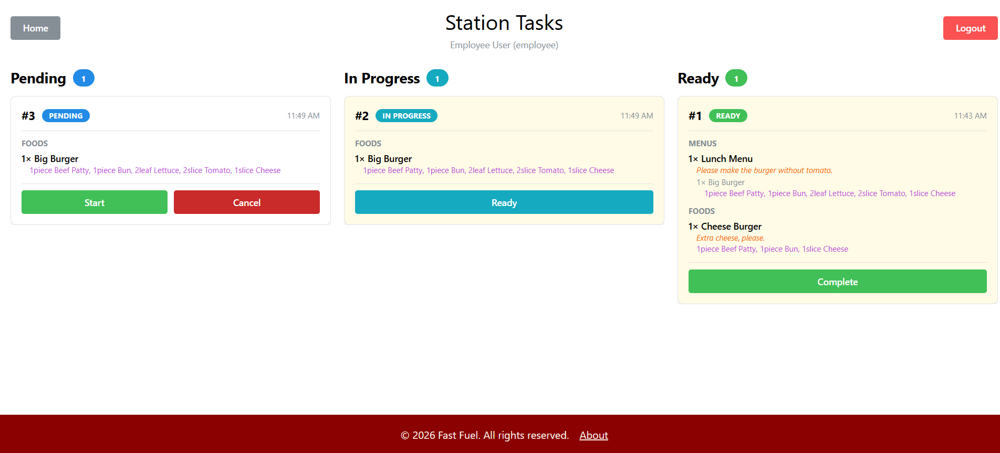 Home
Station Tasks
Employee User (employee)
Logout
Pending 1
#3 PENDING 11:49 AM
FOODS
1× Big Burger
1piece Beef Patty, 1piece Bun, 2leaf Lettuce, 2slice Tomato, 1slice Cheese
Start Cancel
In Progress 1
#2 IN PROGRESS 11:49 AM
FOODS
1× Big Burger
1piece Beef Patty, 1piece Bun, 2leaf Lettuce, 2slice Tomato, 1slice Cheese
Ready
Ready 1
#1 READY 11:43 AM
MENUS
1× Lunch Menu
Please make the burger without tomato.
1× Big Burger
1piece Beef Patty, 1piece Bun, 2leaf Lettuce, 2slice Tomato, 1slice Cheese
FOODS
1× Cheese Burger
Extra cheese, please.
1piece Beef Patty, 1piece Bun, 1slice Cheese
Complete
© 2026 Fast Fuel. All rights reserved. About